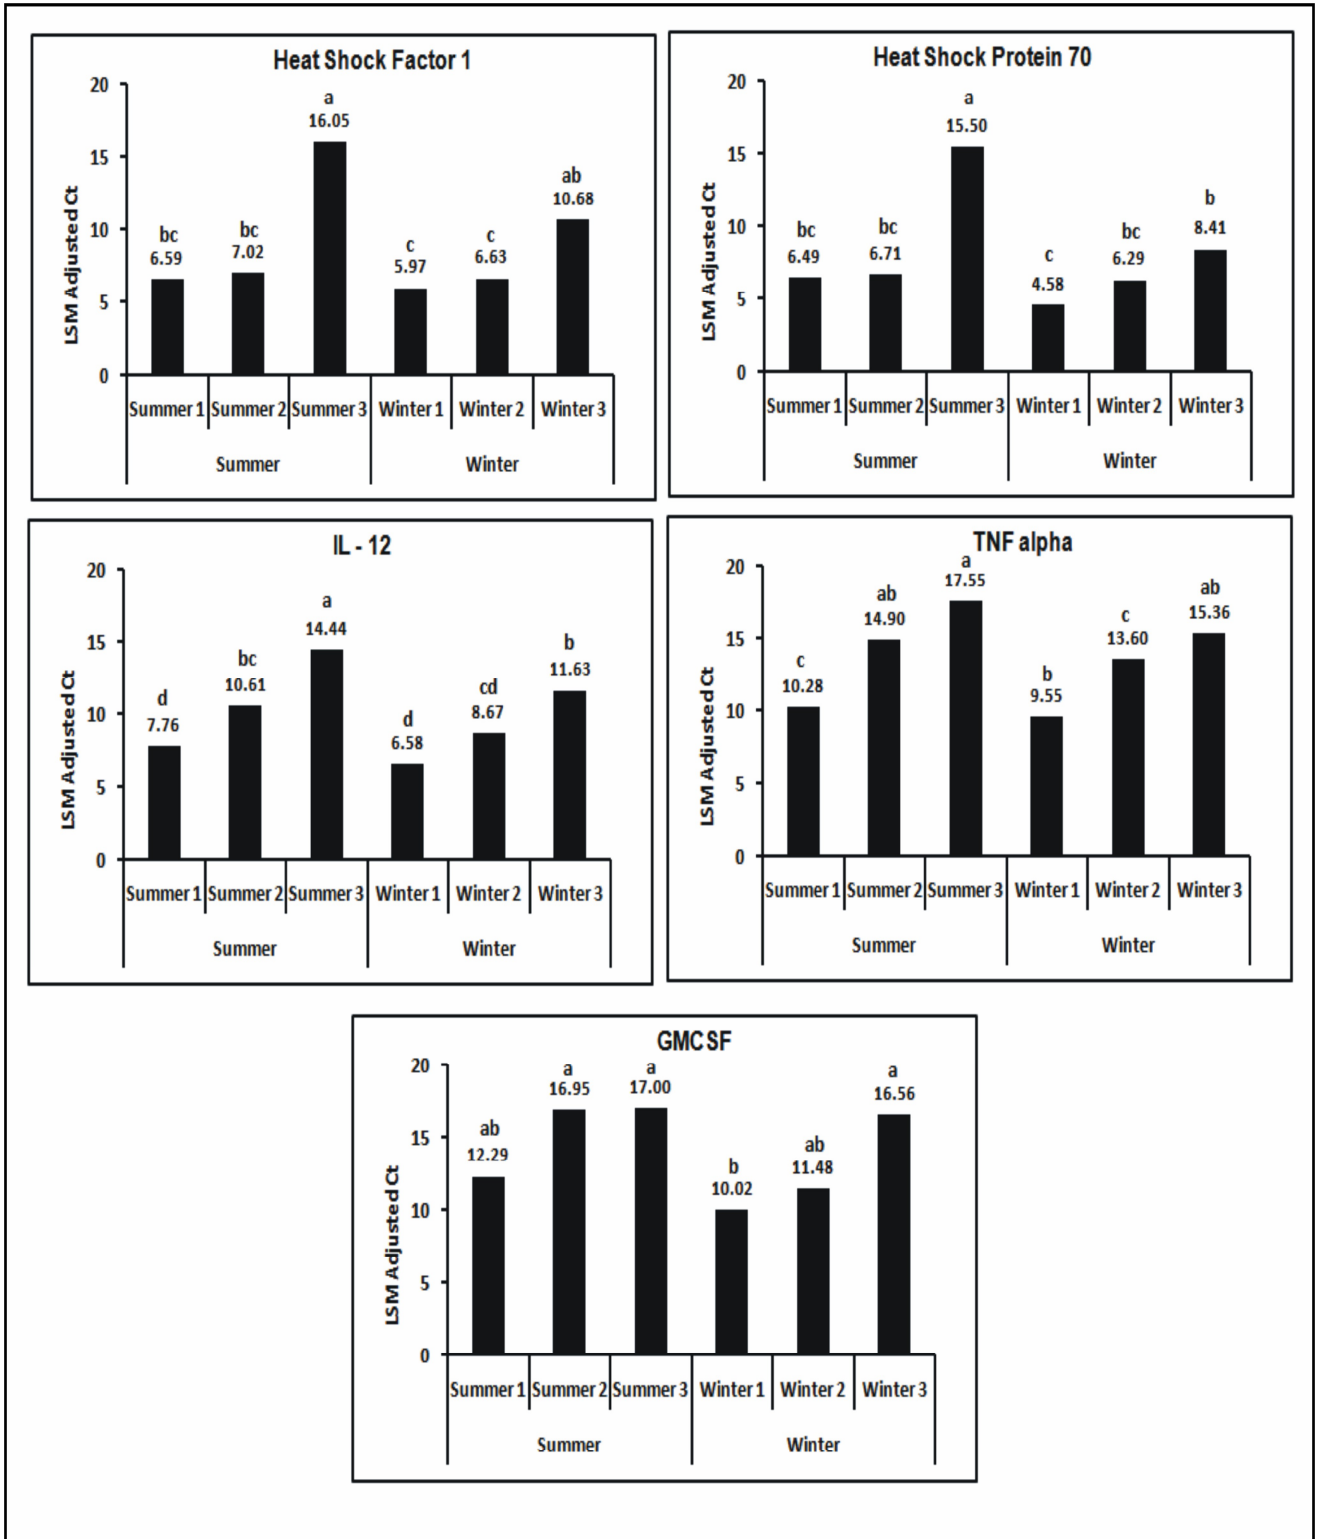 Heat Shock Factor 1
LSM Adjusted Ct
20
15
10
5
0
bc
6.59
bc
7.02
a
16.05
c
5.97
c
6.63
ab
10.68
Summer 1 Summer 2 Summer 3 Winter 1 Winter 2 Winter 3
Summer Winter
Heat Shock Protein 70
LSM Adjusted Ct
20
15
10
5
0
bc
6.49
bc
6.71
a
15.50
c
4.58
bc
6.29
b
8.41
Summer 1 Summer 2 Summer 3 Winter 1 Winter 2 Winter 3
Summer Winter
IL - 12
LSM Adjusted Ct
20
15
10
5
0
d
7.76
bc
10.61
a
14.44
d
6.58
cd
8.67
b
11.63
Summer 1 Summer 2 Summer 3 Winter 1 Winter 2 Winter 3
Summer Winter
TNF alpha
LSM Adjusted Ct
20
15
10
5
0
c
10.28
ab
14.90
a
17.55
b
9.55
c
13.60
ab
15.36
Summer 1 Summer 2 Summer 3 Winter 1 Winter 2 Winter 3
Summer Winter
GMCSF
LSM Adjusted Ct
20
15
10
5
0
ab
12.29
a
16.95
a
17.00
b
10.02
ab
11.48
a
16.56
Summer 1 Summer 2 Summer 3 Winter 1 Winter 2 Winter 3
Summer Winter